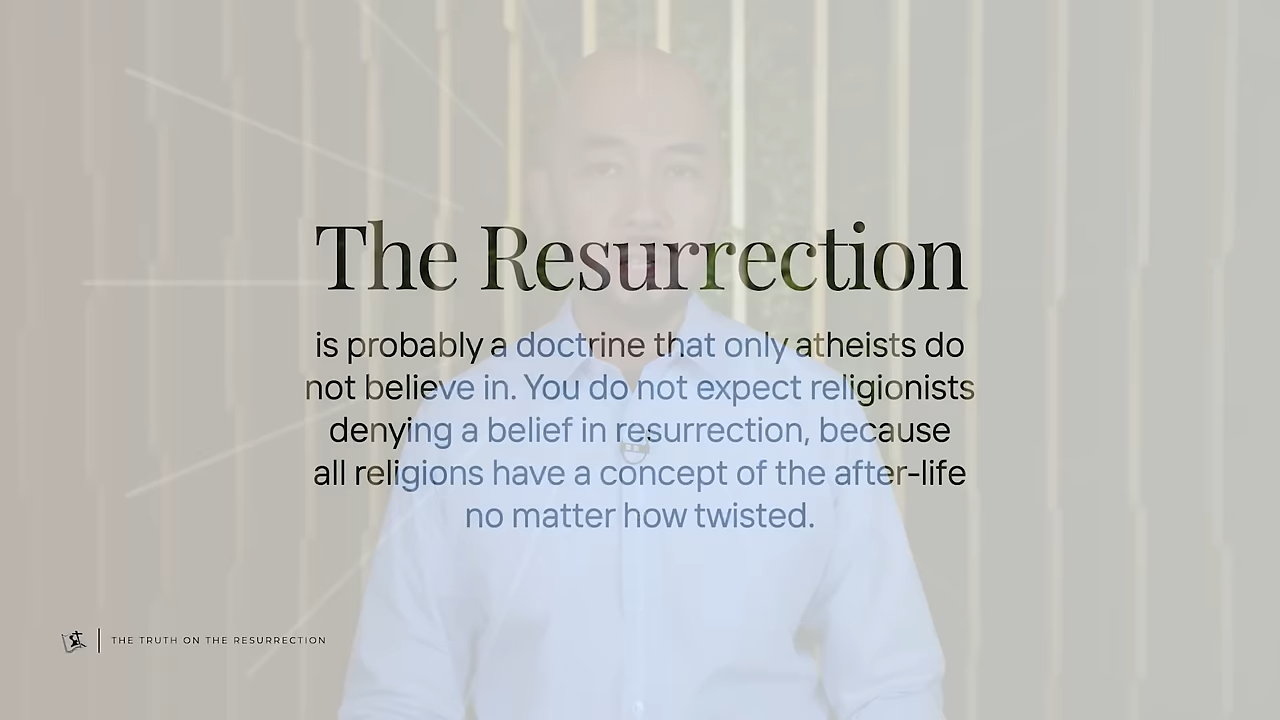 The Resurrection
is probably a doctrine that only atheists do
not believe in. You do not expect religionists
denying a belief in resurrection, because
all religions have a concept of the after-life
no matter how twisted.
THE TRUTH ON THE RESURRECTION